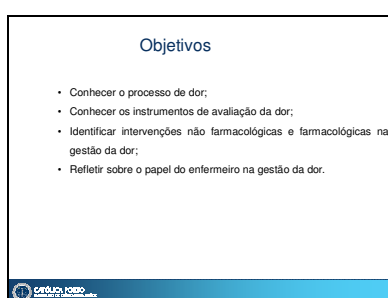 Objetivos
• Conhecer o processo de dor;
• Conhecer os instrumentos de avaliação da dor;
• Identificar intervenções não farmacológicas e farmacológicas na
gestão da dor;
• Refletir sobre o papel do enfermeiro na gestão da dor.
CATÓLICA PORTO